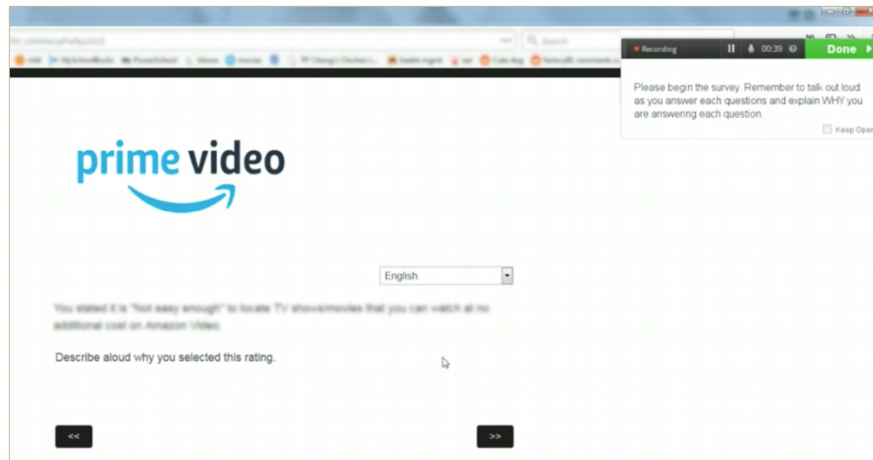 Search
Recording
00:39
Done
Please begin the survey. Remember to talk out loud
as you answer each questions and explain WHY you
are answering each question.
Keep Open
prime video
English
You stated it is "Not easy enough" to locate TV shows/movies that you can watch at no
additional cost on Amazon Video.
Describe aloud why you selected this rating.
<<
>>